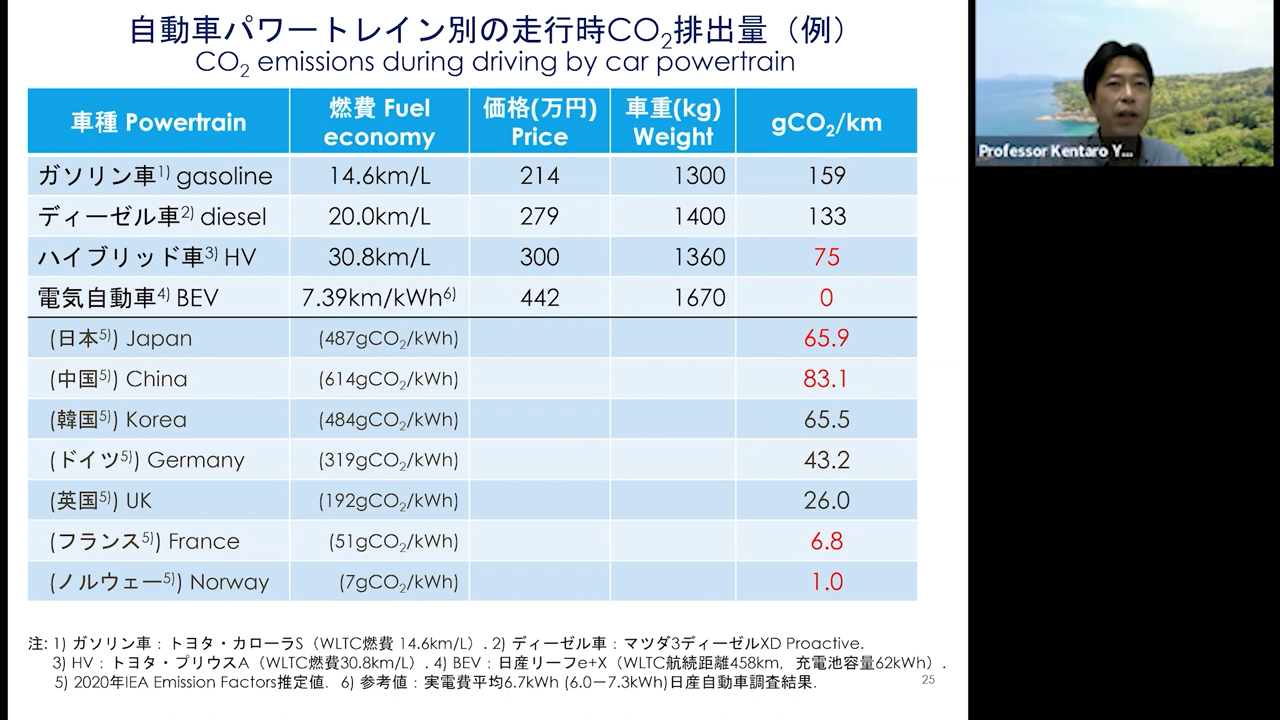 自動車パワートレイン別の走行時CO₂排出量（例）
CO₂ emissions during driving by car powertrain
車種 Powertrain 燃費 Fuel economy 価格(万円) Price 車重(kg) Weight gCO₂/km
ガソリン車1) gasoline 14.6km/L 214 1300 159
ディーゼル車2) diesel 20.0km/L 279 1400 133
ハイブリッド車3) HV 30.8km/L 300 1360 75
電気自動車4) BEV 7.39km/kWh6) 442 1670 0
(日本5)) Japan (487gCO₂/kWh) 65.9
(中国5)) China (614gCO₂/kWh) 83.1
(韓国5)) Korea (484gCO₂/kWh) 65.5
(ドイツ5)) Germany (319gCO₂/kWh) 43.2
(英国5)) UK (192gCO₂/kWh) 26.0
(フランス5)) France (51gCO₂/kWh) 6.8
(ノルウェー5)) Norway (7gCO₂/kWh) 1.0
注: 1) ガソリン車：トヨタ・カローラS（WLTC燃費 14.6km/L）. 2) ディーゼル車：マツダ3ディーゼルXD Proactive.
3) HV：トヨタ・プリウスA（WLTC燃費30.8km/L）. 4) BEV：日産リーフe+X（WLTC航続距離458km，充電池容量62kWh）.
5) 2020年IEA Emission Factors推定値. 6) 参考値：実電費平均6.7kWh (6.0ー7.3kWh)日産自動車調査結果.
25
Professor Kentaro Y...